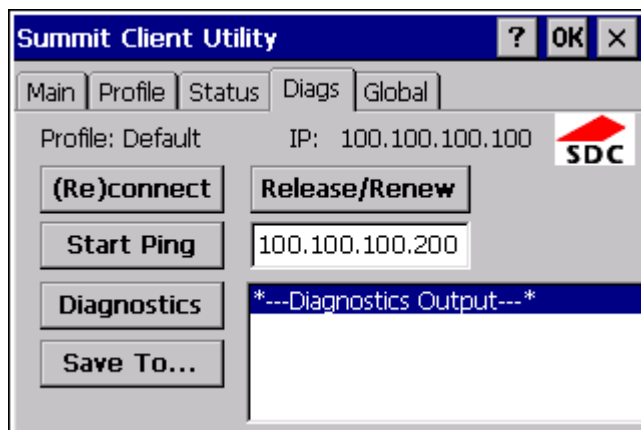 Summit Client Utility ? OK ×
Main Profile Status Diags Global
Profile: Default IP: 100.100.100.100 SDC
(Re)connect Release/Renew
Start Ping 100.100.100.200
Diagnostics *---Diagnostics Output---*
Save To...